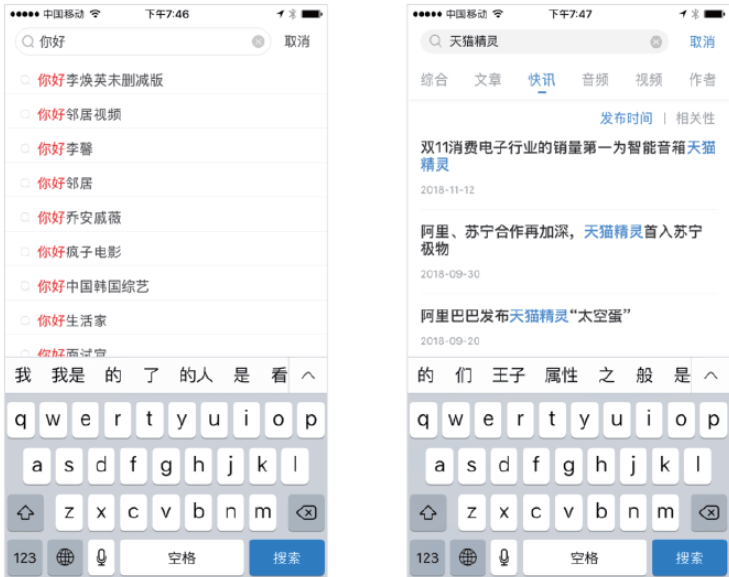 中国移动 下午7:46
你好 取消
你好李焕英未删减版
你好邻居视频
你好李馨
你好邻居
你好乔安戚薇
你好疯子电影
你好中国韩国综艺
你好生活家
你好面试官
我 我是 的 了 的人 是 看
q w e r t y u i o p
a s d f g h j k l
z x c v b n m
123 空格 搜索
中国移动 下午7:47
天猫精灵 取消
综合 文章 快讯 音频 视频 作者
发布时间 | 相关性
双11消费电子行业的销量第一为智能音箱天猫
精灵
2018-11-12
阿里、苏宁合作再加深，天猫精灵首入苏宁
极物
2018-09-30
阿里巴巴发布天猫精灵“太空蛋”
2018-09-20
的 们 王子 属性 之 般 是
q w e r t y u i o p
a s d f g h j k l
z x c v b n m
123 空格 搜索